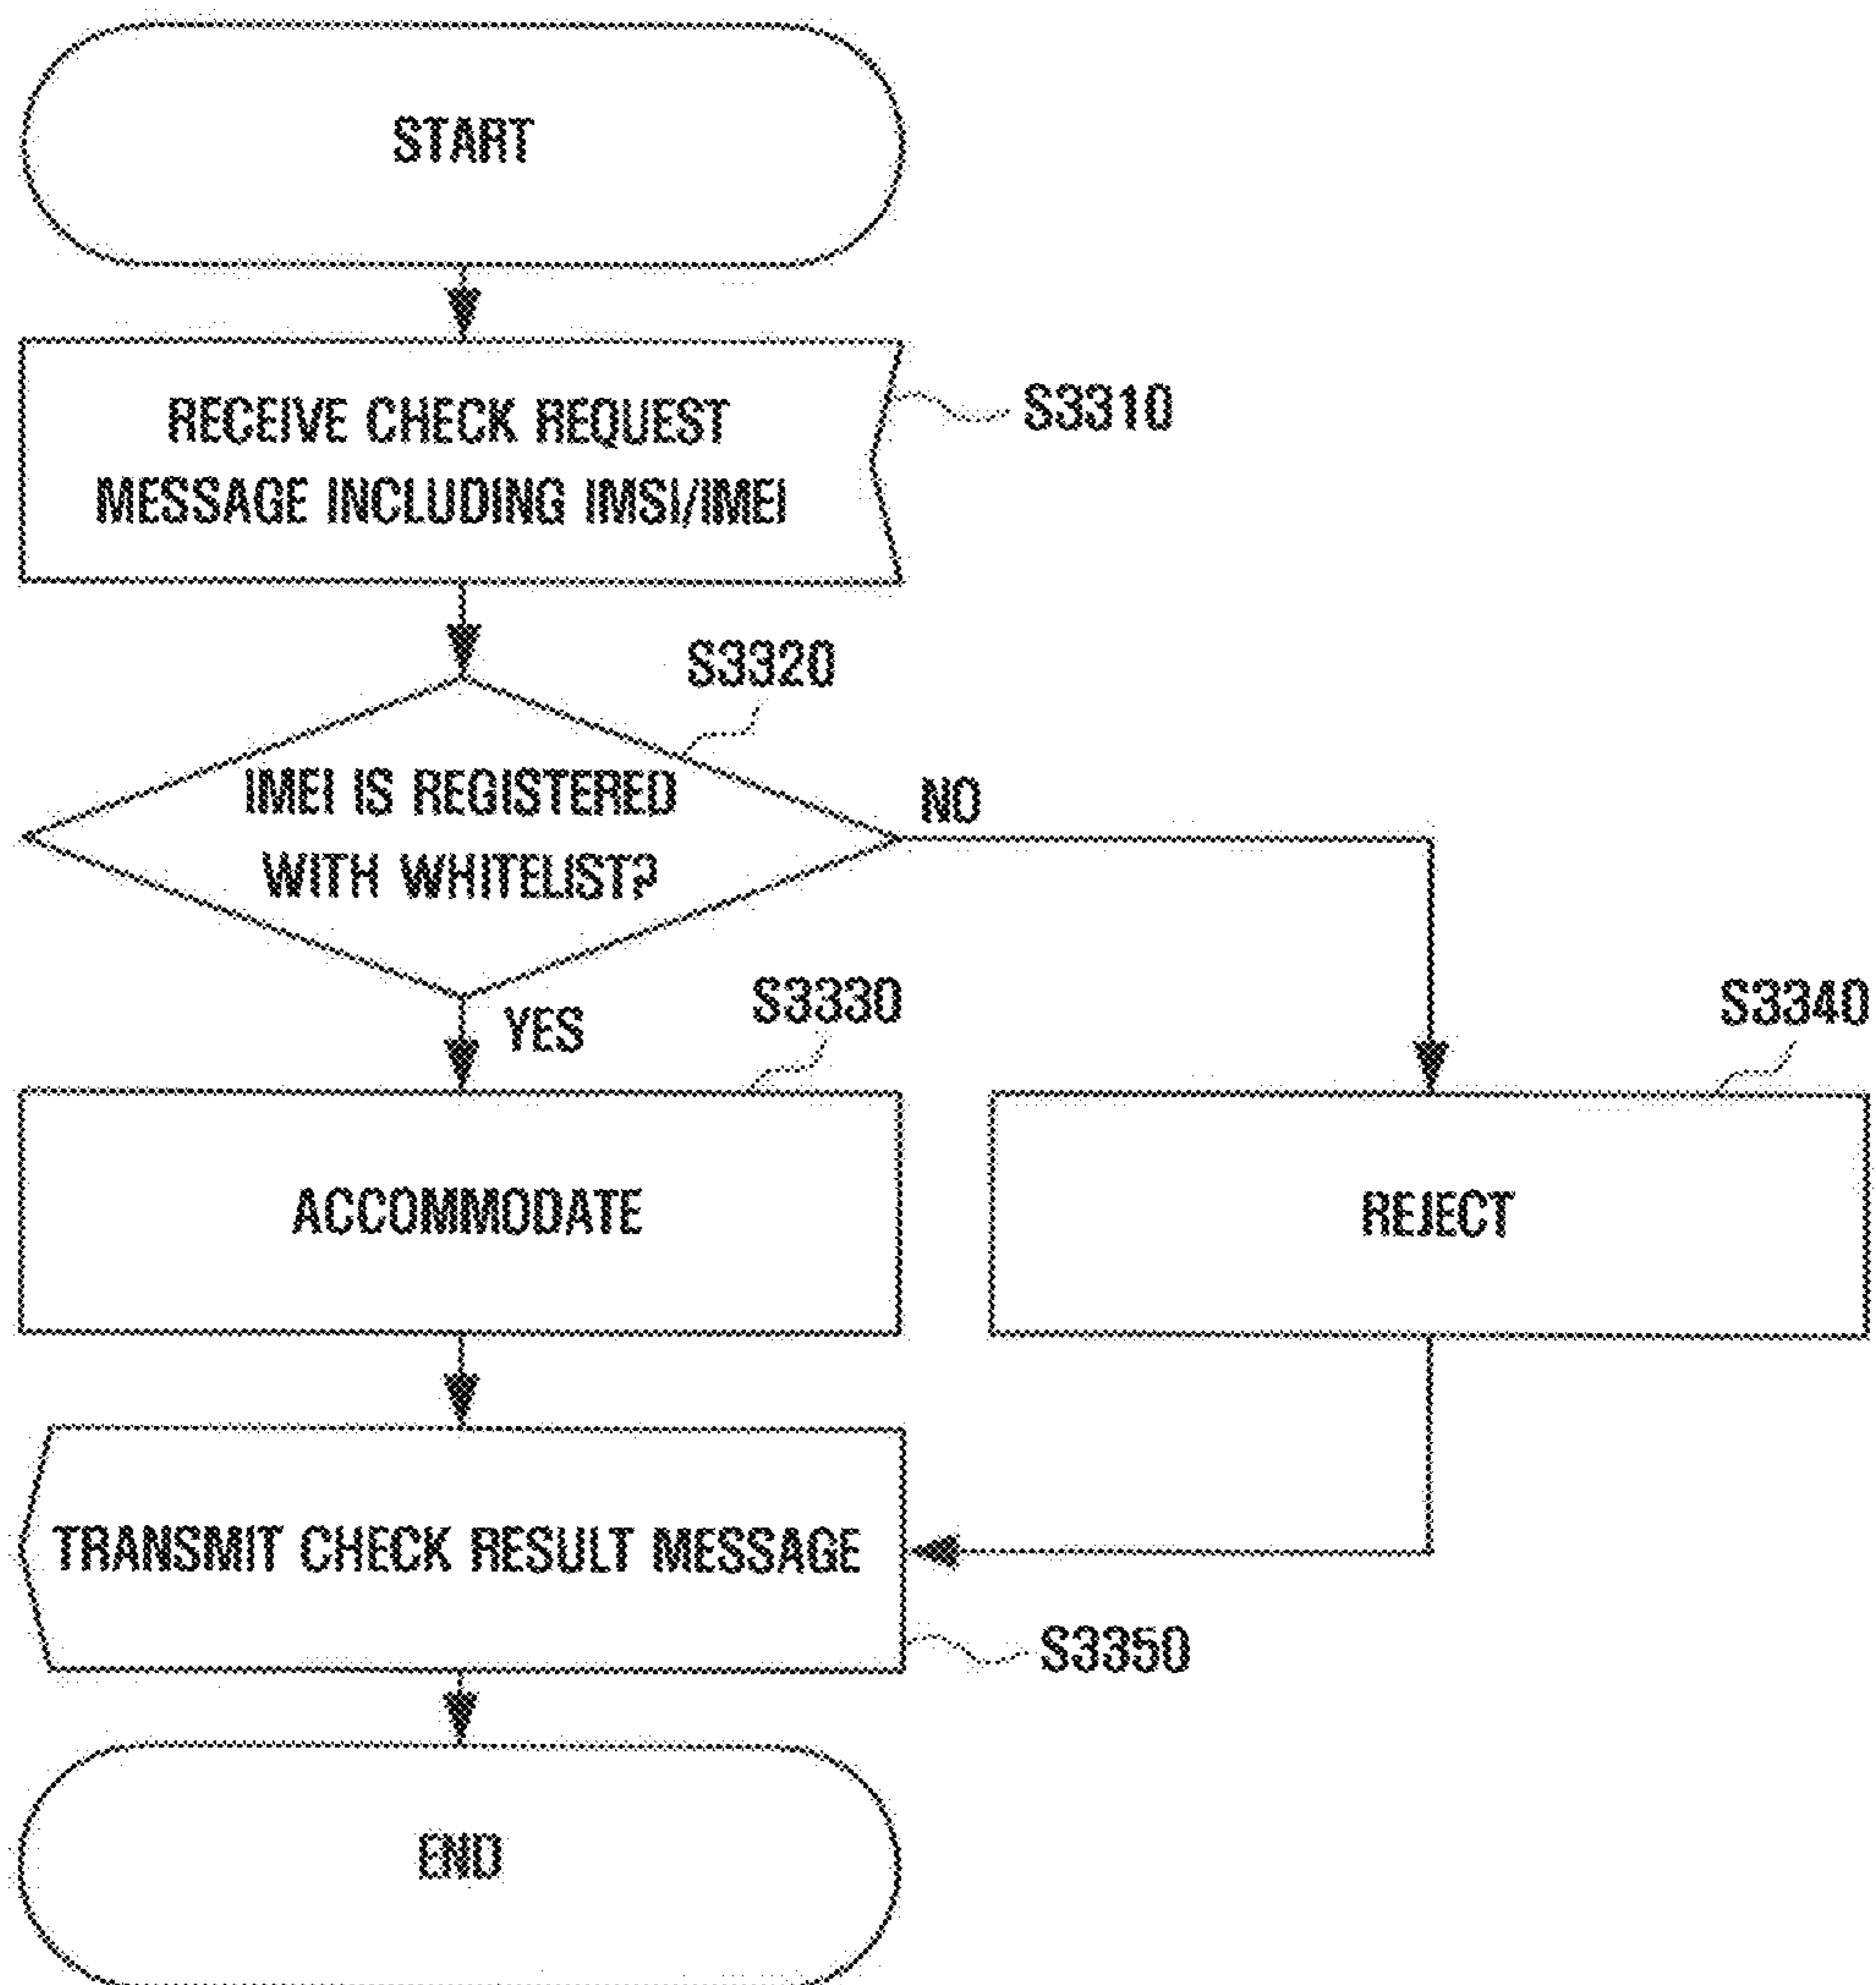 START
RECEIVE CHECK REQUEST
MESSAGE INCLUDING IMSI/IMEI
S3310
S3320
IMEI IS REGISTERED
WITH WHITELIST?
NO
YES
S3330
S3340
ACCOMMODATE
REJECT
TRANSMIT CHECK RESULT MESSAGE
S3350
END